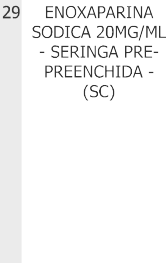 29 ENOXAPARINA
SODICA 20MG/ML
- SERINGA PRE-
PREENCHIDA -
(SC)